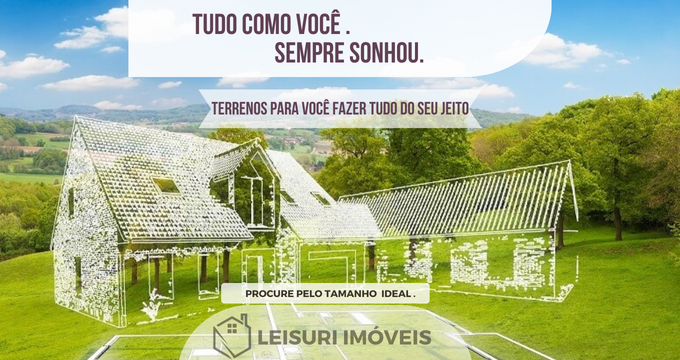 TUDO COMO VOCÊ .
SEMPRE SONHOU.
TERRENOS PARA VOCÊ FAZER TUDO DO SEU JEITO
PROCURE PELO TAMANHO IDEAL .
LEISURI IMÓVEIS